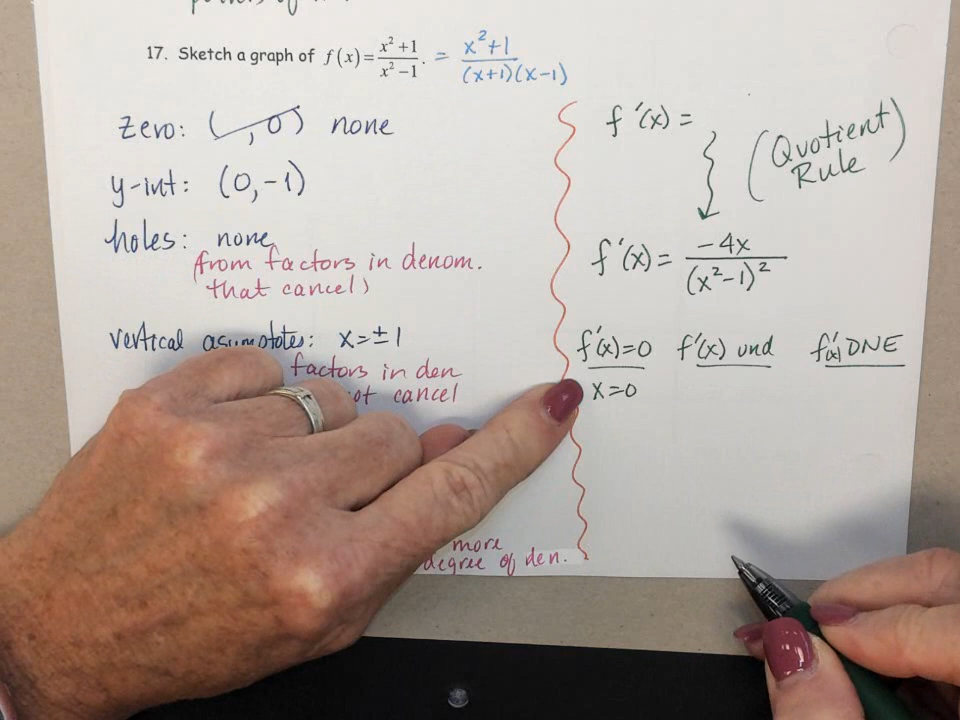 17. Sketch a graph of f(x) = (x² + 1)/(x² − 1). = (x²+1)/((x+1)(x−1))
zero: ( , 0) none
y-int: (0, −1)
holes: none
from factors in denom.
that cancel)
vertical asymptotes: x = ±1
factors in den
not cancel
more
degree of den.
f'(x) =
(Quotient
Rule)
f'(x) = −4x/(x²−1)²
f'(x)=0 f'(x) und f'(x) DNE
x=0